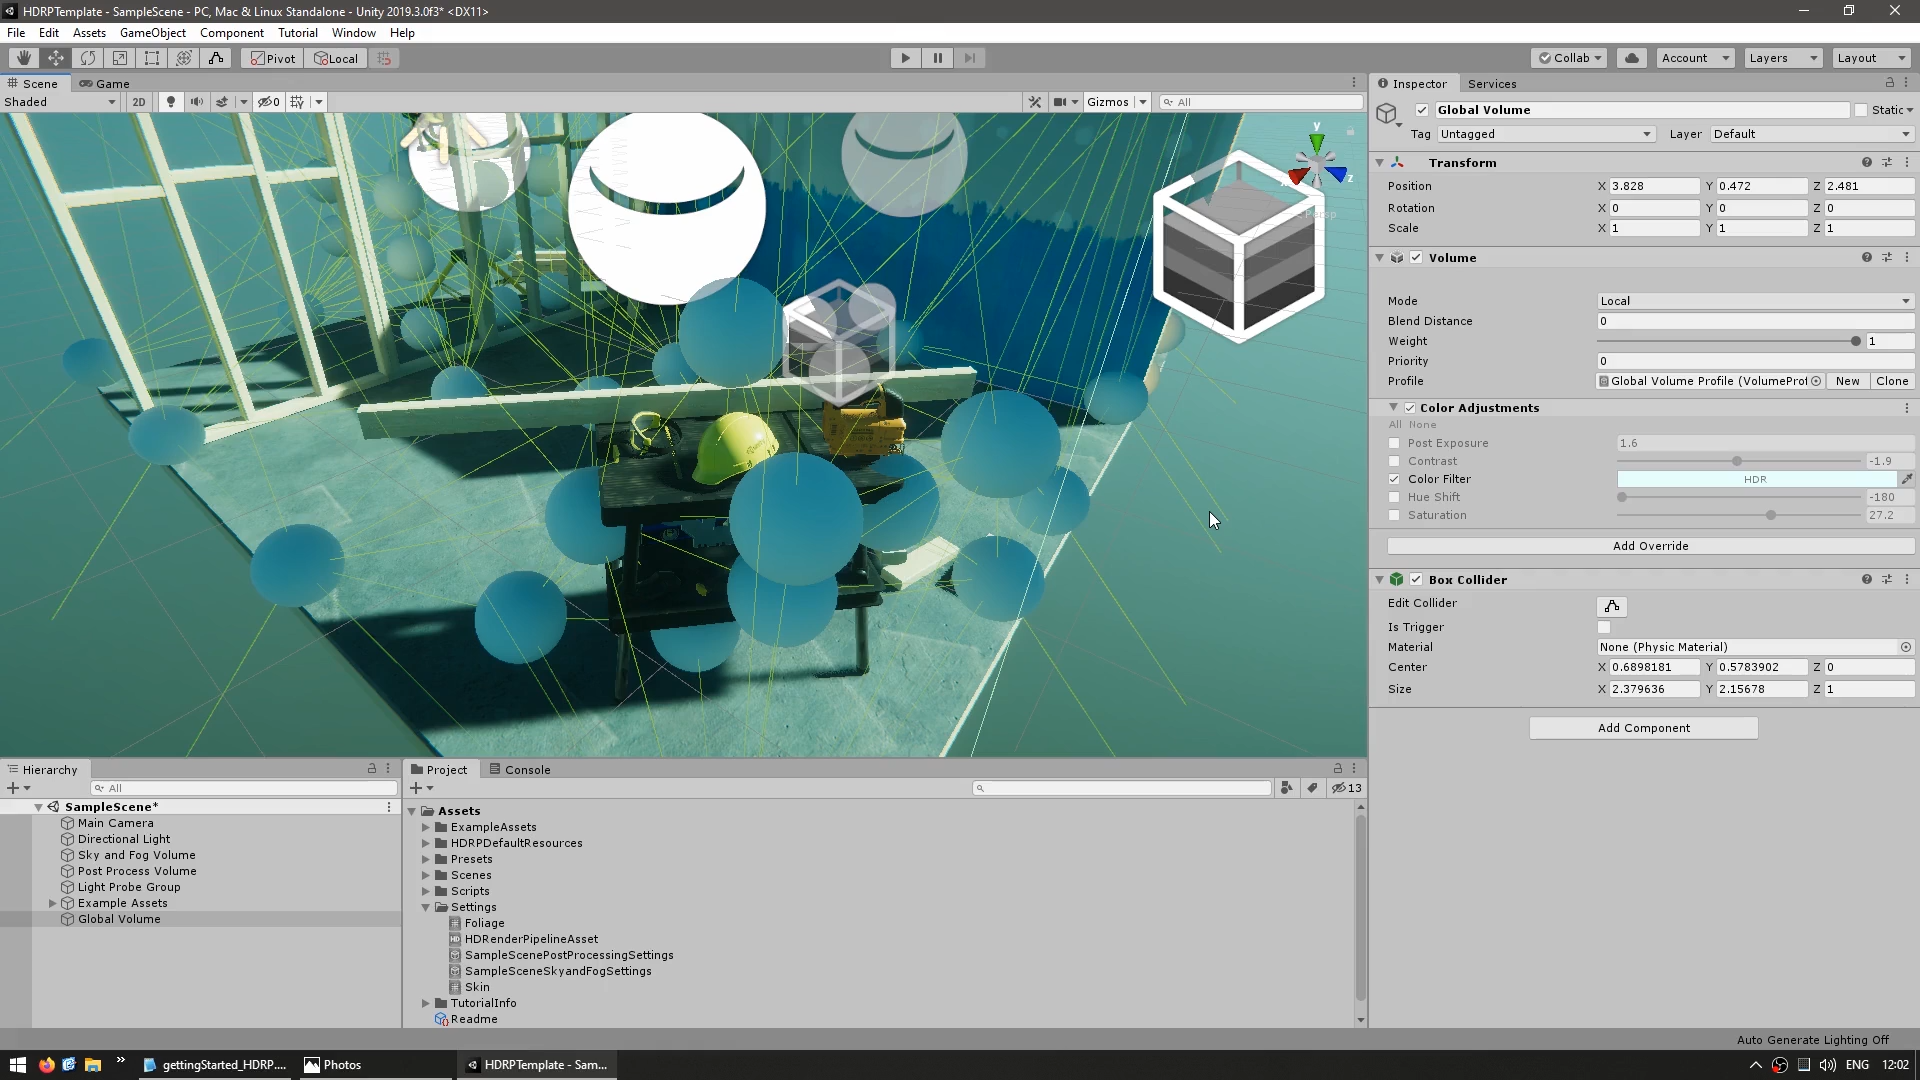 HDRPTemplate - SampleScene - PC, Mac & Linux Standalone - Unity 2019.3.0f3* <DX11>
File Edit Assets GameObject Component Tutorial Window Help
Pivot Local Collab Account Layers Layout
Scene Game
Shaded 2D 0 Gizmos All
y
x
z
Persp
Inspector Services
Global Volume Static
Tag Untagged Layer Default
Transform
Position X 3.828 Y 0.472 Z 2.481
Rotation X 0 Y 0 Z 0
Scale X 1 Y 1 Z 1
Volume
Mode Local
Blend Distance 0
Weight 1
Priority 0
Profile Global Volume Profile (VolumeProf New Clone
Color Adjustments
All None
Post Exposure 1.6
Contrast -1.9
Color Filter HDR
Hue Shift -180
Saturation 27.2
Add Override
Box Collider
Edit Collider
Is Trigger
Material None (Physic Material)
Center X 0.6898181 Y 0.5783902 Z 0
Size X 2.379636 Y 2.15678 Z 1
Add Component
Hierarchy
All
SampleScene*
Main Camera
Directional Light
Sky and Fog Volume
Post Process Volume
Light Probe Group
Example Assets
Global Volume
Project Console
13
Assets
ExampleAssets
HDRPDefaultResources
Presets
Scenes
Scripts
Settings
Foliage
HDRenderPipelineAsset
SampleScenePostProcessingSettings
SampleSceneSkyandFogSettings
Skin
TutorialInfo
Readme
Auto Generate Lighting Off
gettingStarted_HDRP.... Photos HDRPTemplate - Sam... ENG 12:02